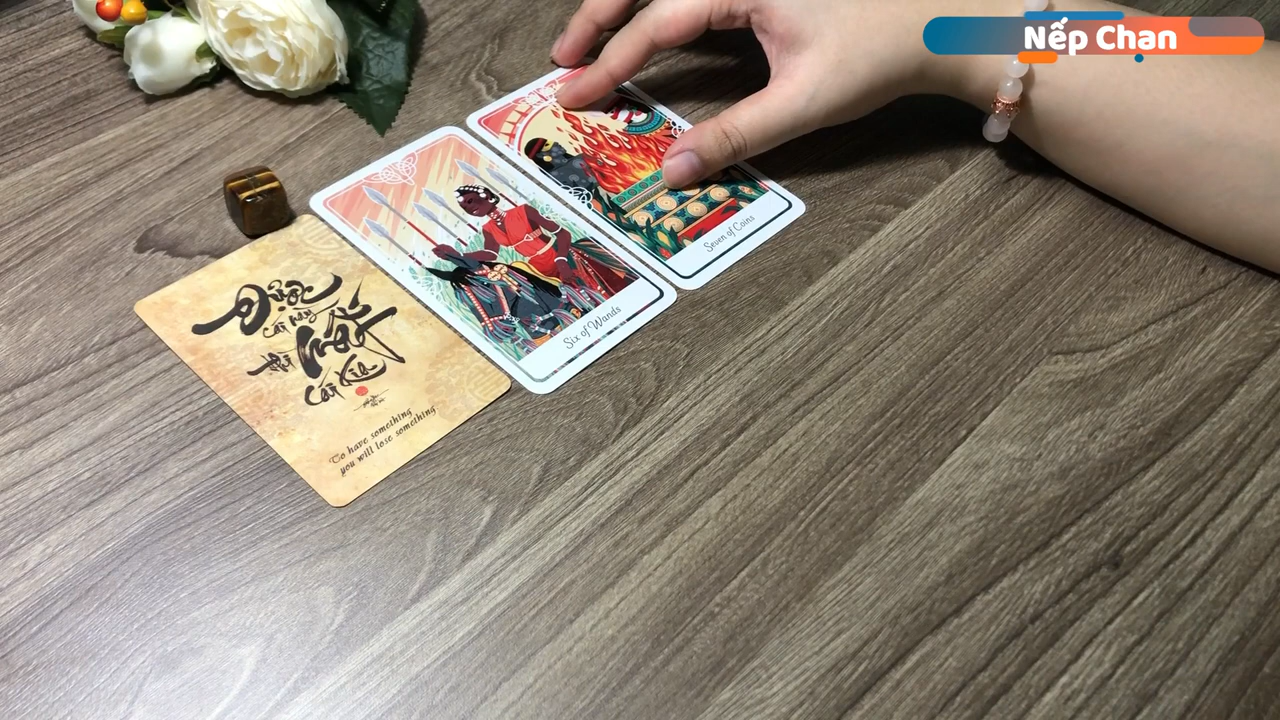 Nếp Chạn
Được
cái này
thì mất
cái kia
To have something
you will lose something
Six of Wands
Seven of Coins